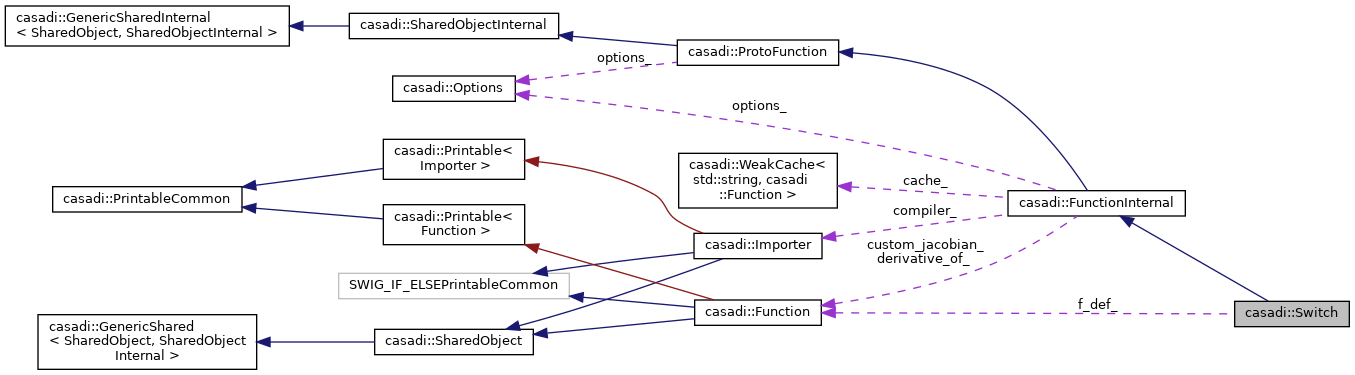 casadi::GenericSharedInternal
< SharedObject, SharedObjectInternal >
casadi::SharedObjectInternal
casadi::ProtoFunction
options_
casadi::Options
options_
casadi::Printable<
Importer >
casadi::WeakCache<
std::string, casadi
::Function >
cache_
casadi::PrintableCommon
casadi::FunctionInternal
casadi::Printable<
Function >
compiler_
casadi::Importer
custom_jacobian_
derivative_of_
SWIG_IF_ELSEPrintableCommon
casadi::Function
f_def_
casadi::Switch
casadi::GenericShared
< SharedObject, SharedObject
Internal >
casadi::SharedObject